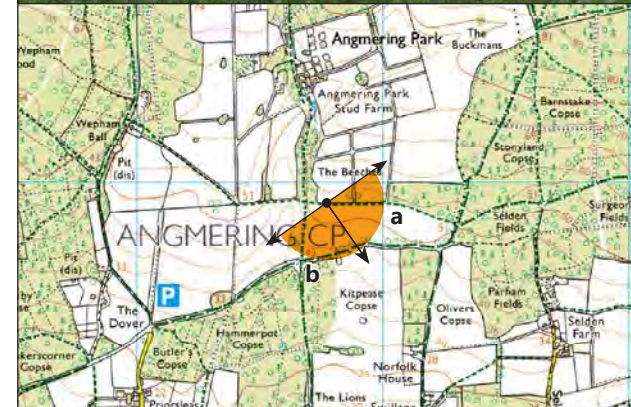 Angmering Park
The
Buckmans
Wepham
Angmering Park
Stud Farm
Barnstake
Copse
Wepham
Ball
Pit
(dis)
Stonyland
Copse
The Beeches
51
a
Selden
Fields
Surgeon
Fields
ANGMERING CP
Pit
(dis)
b
P
Kitpease
Copse
Parham
Fields
Olivers
Copse
The
Dover
Selden
Farm
Hammerpot
Copse
kerscorner
Copse
Butler's
Copse
Norfolk
House
28
The Lions
Priorsleas